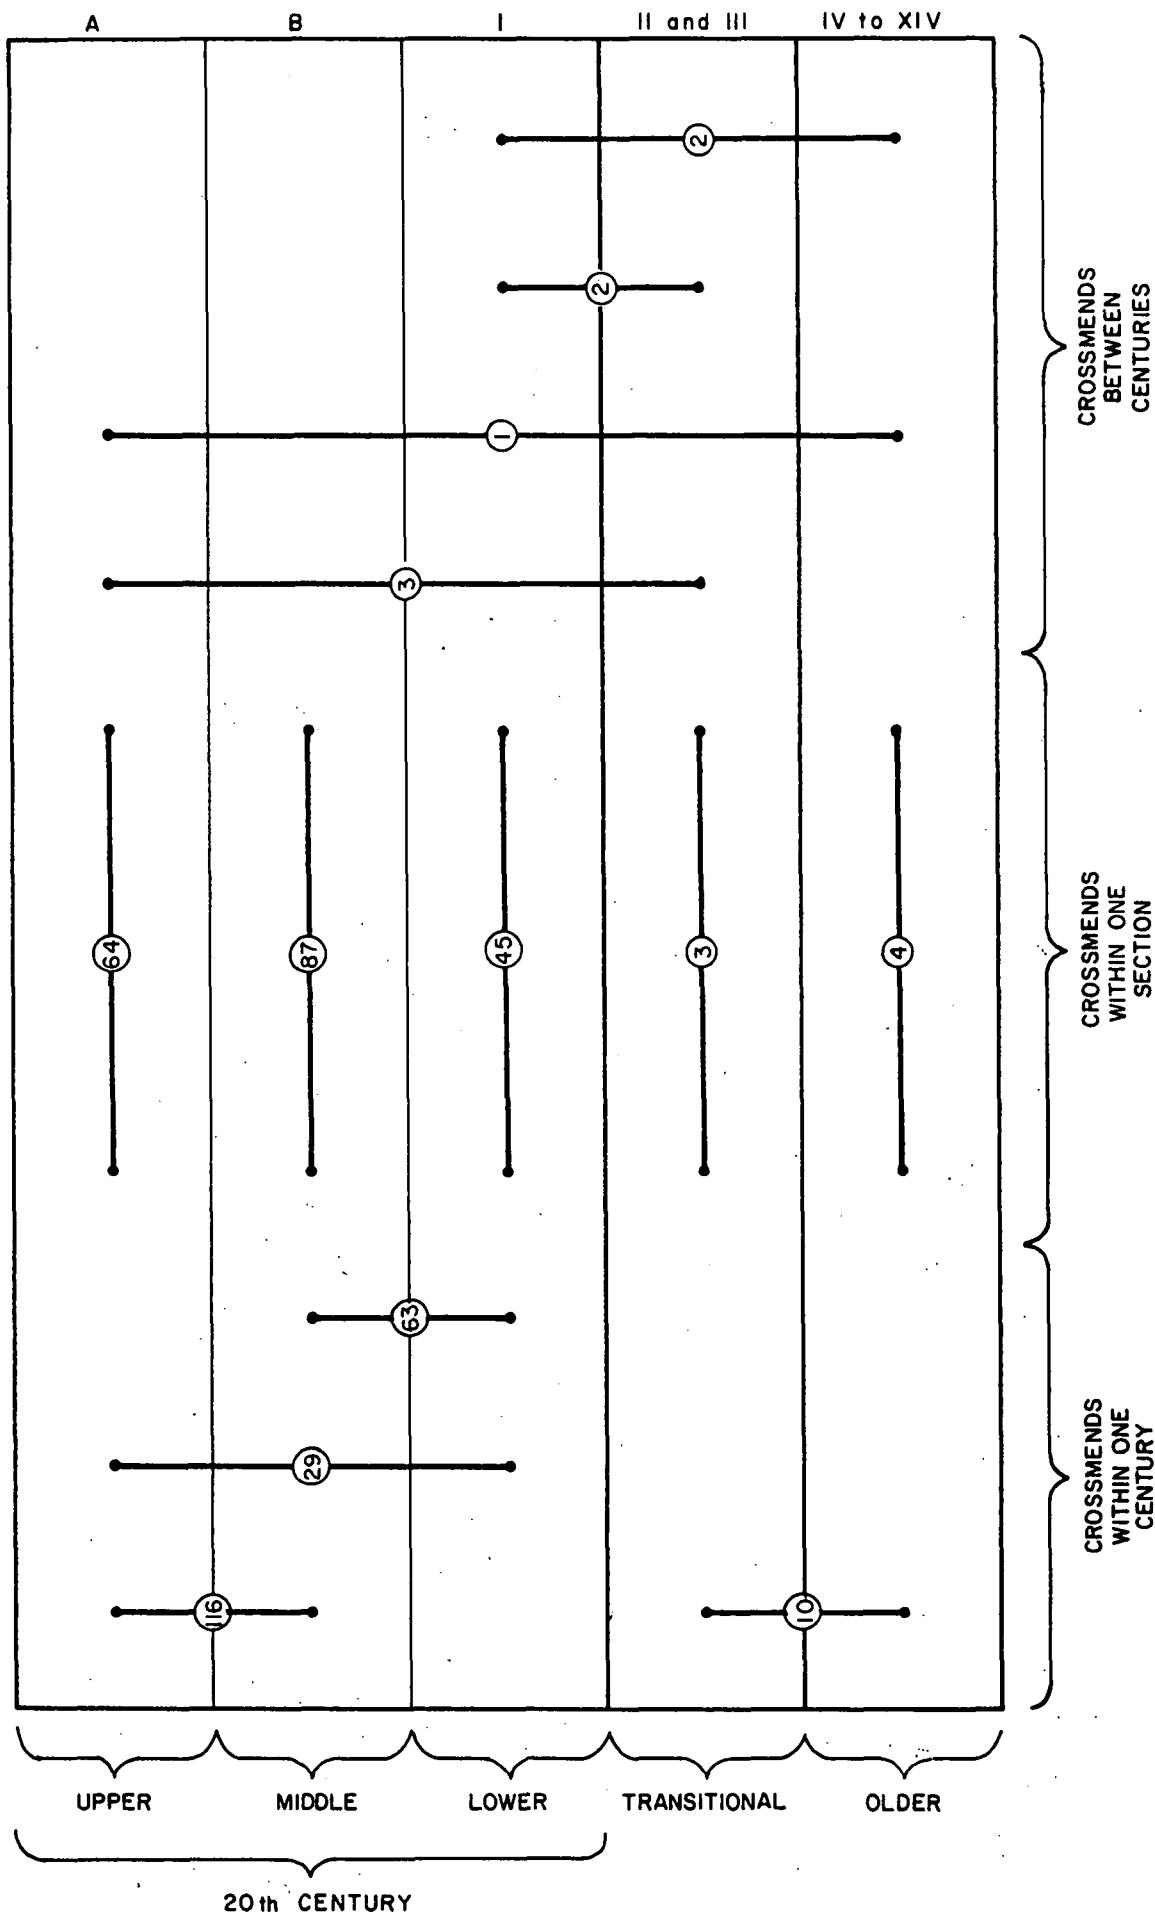 A
B
I
II and III
IV to XIV
2
2
1
3
CROSSMENDS
BETWEEN
CENTURIES
64
87
45
3
4
CROSSMENDS
WITHIN ONE
SECTION
63
29
116
10
CROSSMENDS
WITHIN ONE
CENTURY
UPPER
MIDDLE
LOWER
TRANSITIONAL
OLDER
20th CENTURY